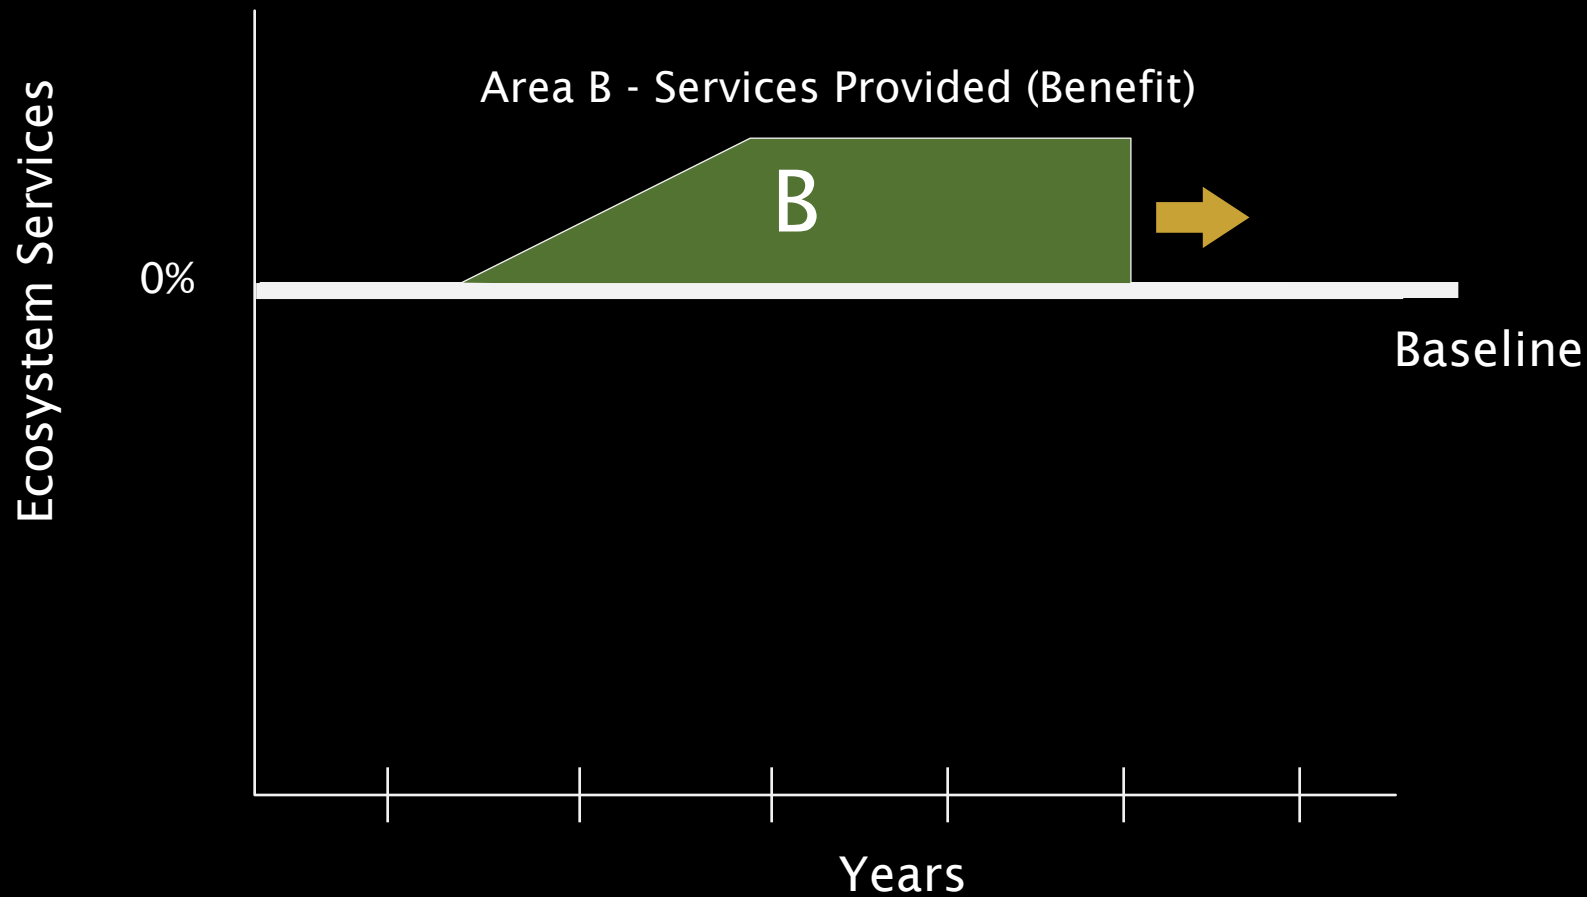 Area B - Services Provided (Benefit)
Ecosystem Services
B
0%
Baseline
Years